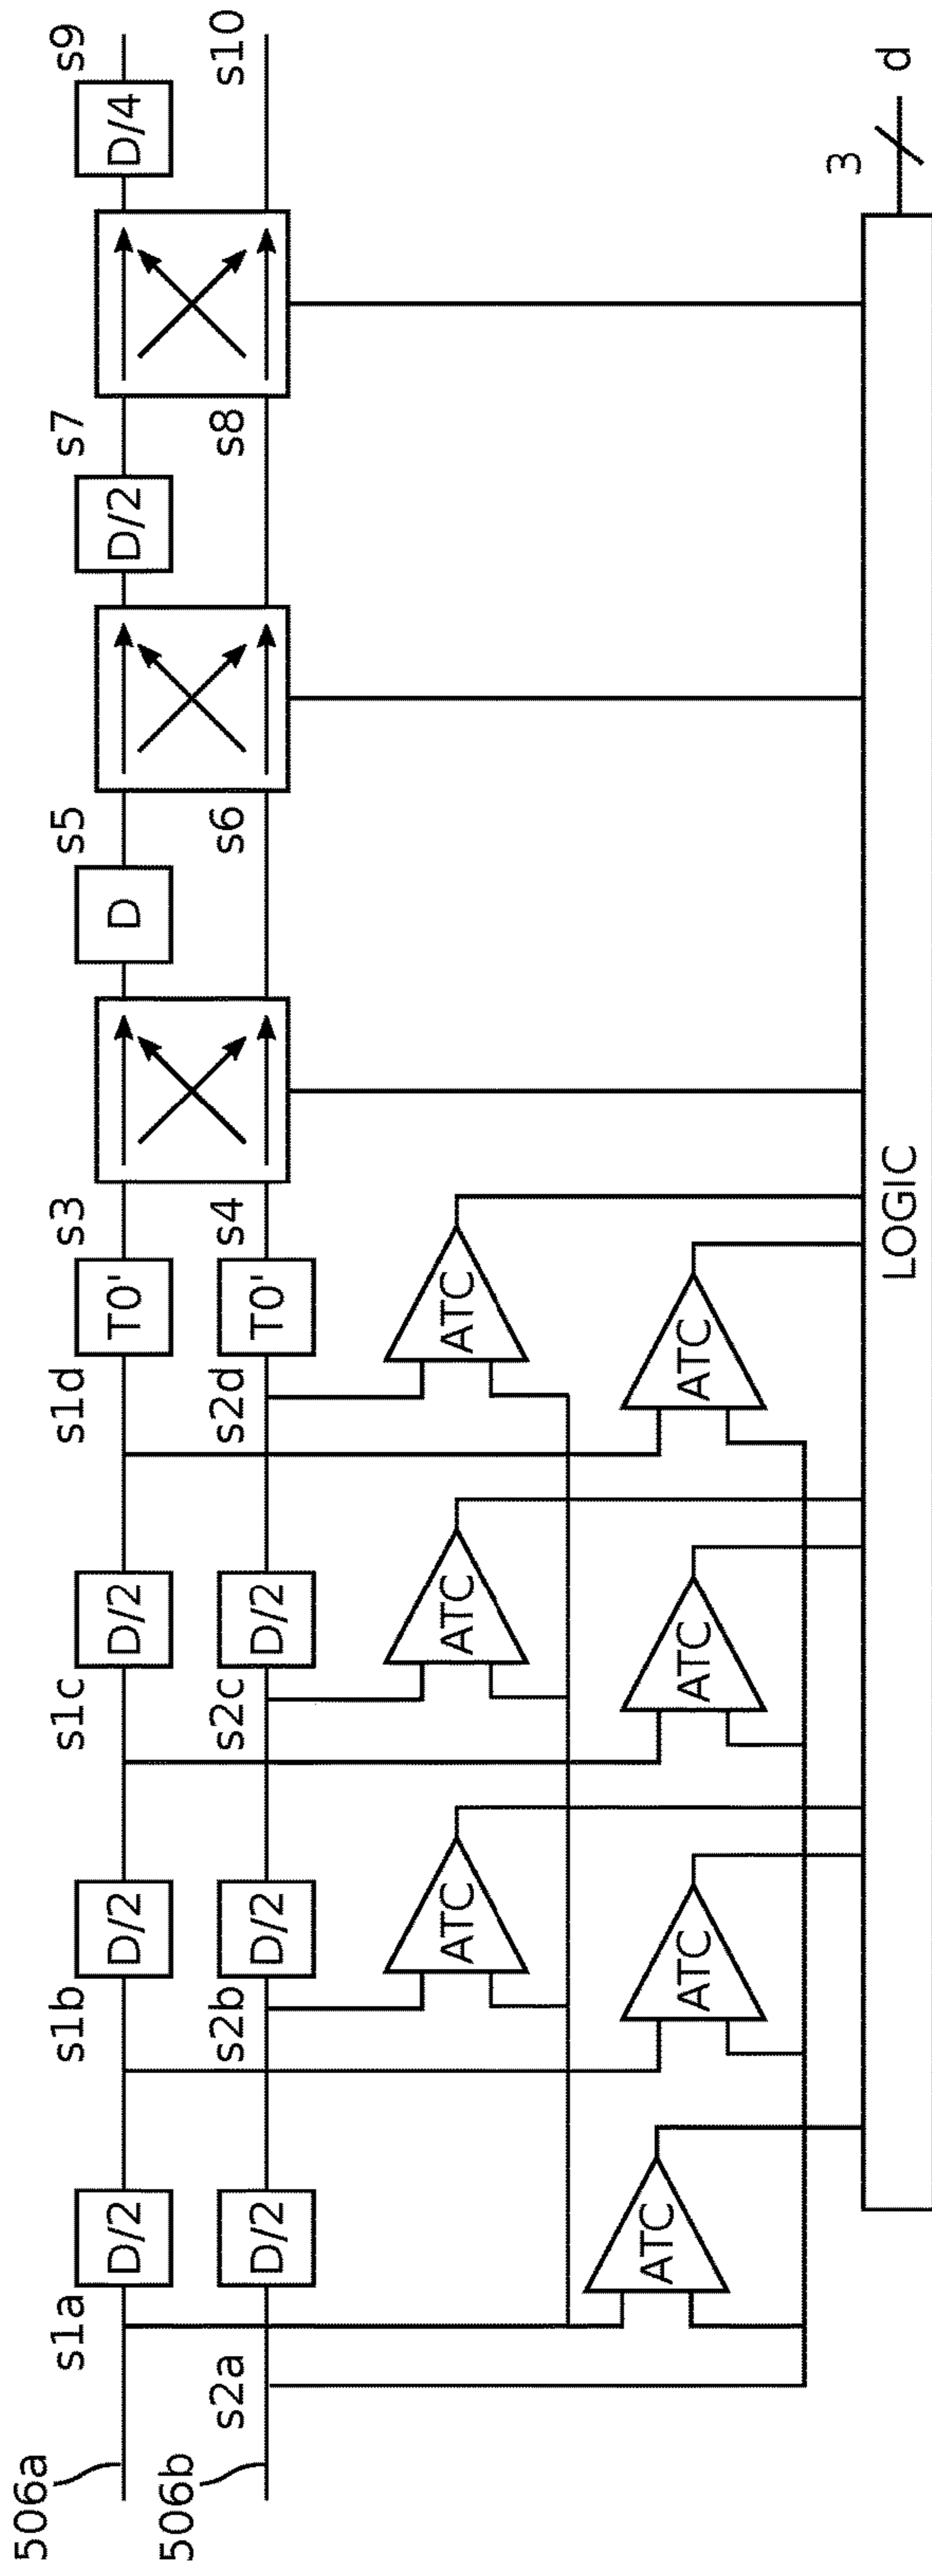 506a
s1a
D/2
s1b
D/2
s1c
D/2
s1d
T0'
s3
s5
D
s7
D/2
s9
D/4
506b
s2a
D/2
s2b
D/2
s2c
D/2
s2d
T0'
s4
s6
s8
s10
ATC
ATC
ATC
ATC
ATC
ATC
ATC
LOGIC
3
d